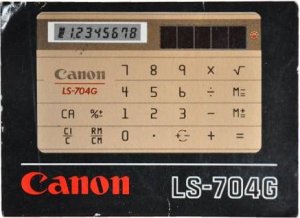 12345678
Canon 7 8 9 × √
LS-704G 4 5 6 ÷ M=
CA %± 1 2 3 − M±
CI/C RM/CM 0 · + =
Canon LS-704G